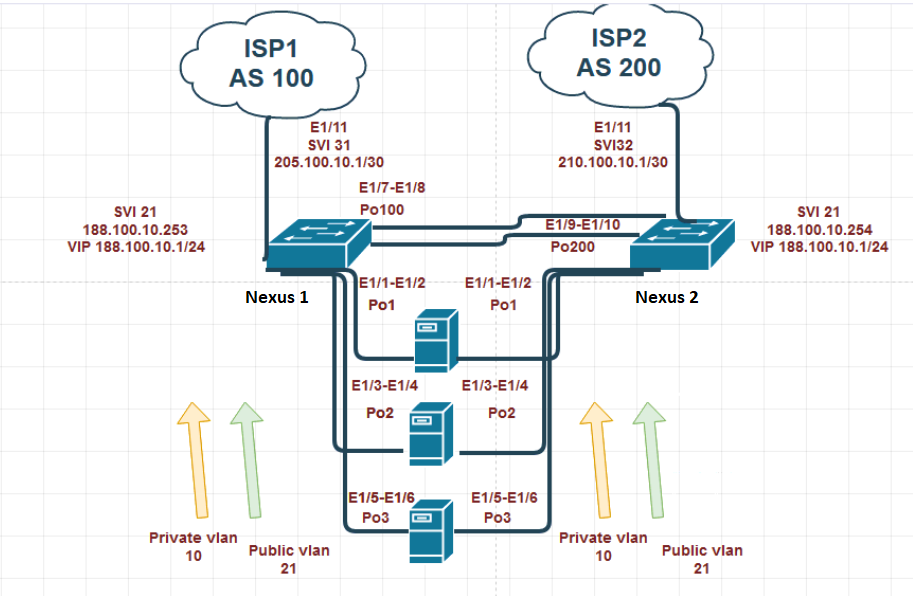 ISP1
AS 100
ISP2
AS 200
E1/11
SVI 31
205.100.10.1/30
E1/11
SVI32
210.100.10.1/30
E1/7-E1/8
Po100
SVI 21
188.100.10.253
VIP 188.100.10.1/24
E1/9-E1/10
Po200
SVI 21
188.100.10.254
VIP 188.100.10.1/24
Nexus 1
Nexus 2
E1/1-E1/2
Po1
E1/1-E1/2
Po1
E1/3-E1/4
Po2
E1/3-E1/4
Po2
E1/5-E1/6
Po3
E1/5-E1/6
Po3
Private vlan
10
Public vlan
21
Private vlan
10
Public vlan
21